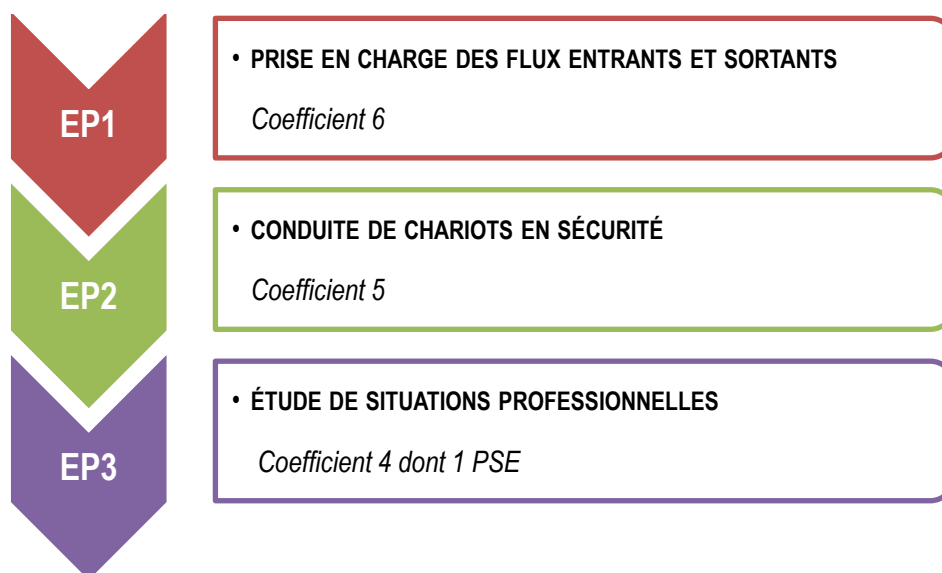 EP1
• PRISE EN CHARGE DES FLUX ENTRANTS ET SORTANTS
Coefficient 6
EP2
• CONDUITE DE CHARIOTS EN SÉCURITÉ
Coefficient 5
EP3
• ÉTUDE DE SITUATIONS PROFESSIONNELLES
Coefficient 4 dont 1 PSE